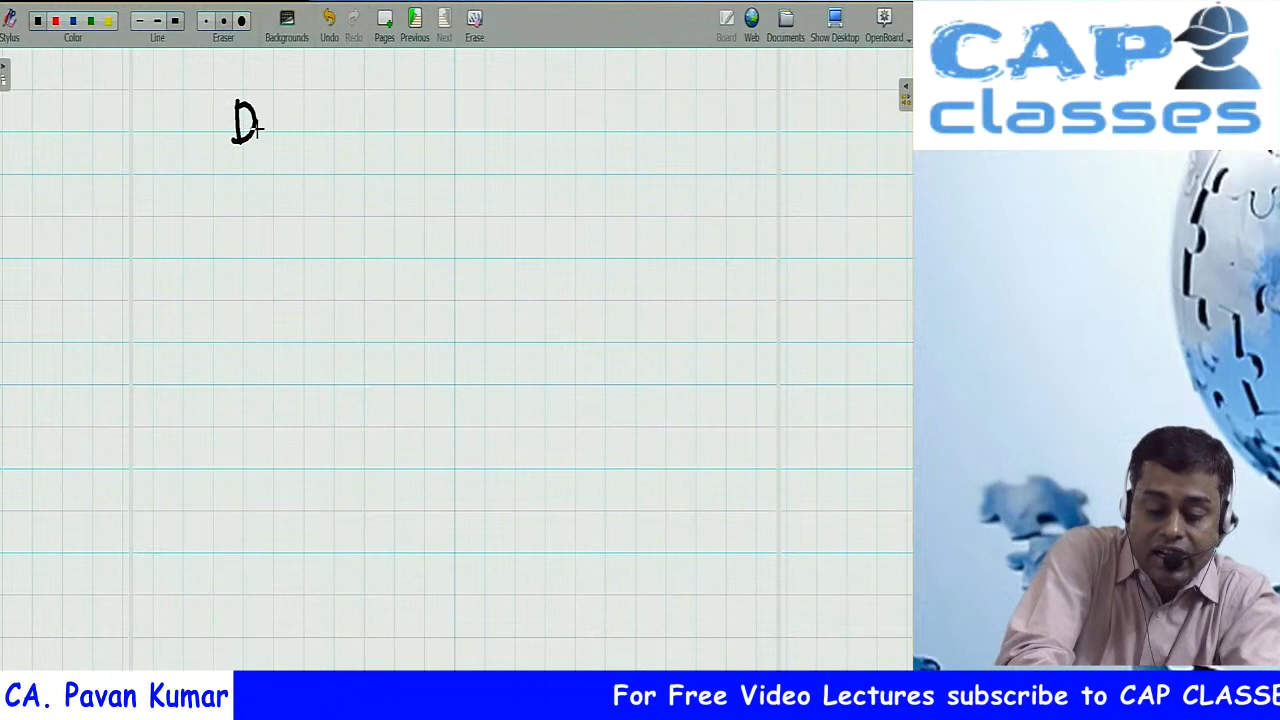 Stylus Color Line Eraser Backgrounds Undo Redo Pages Previous Next Erase Board Web Documents Show Desktop OpenBoard
CAP
classes
D
CA. Pavan Kumar
For Free Video Lectures subscribe to CAP CLASSE